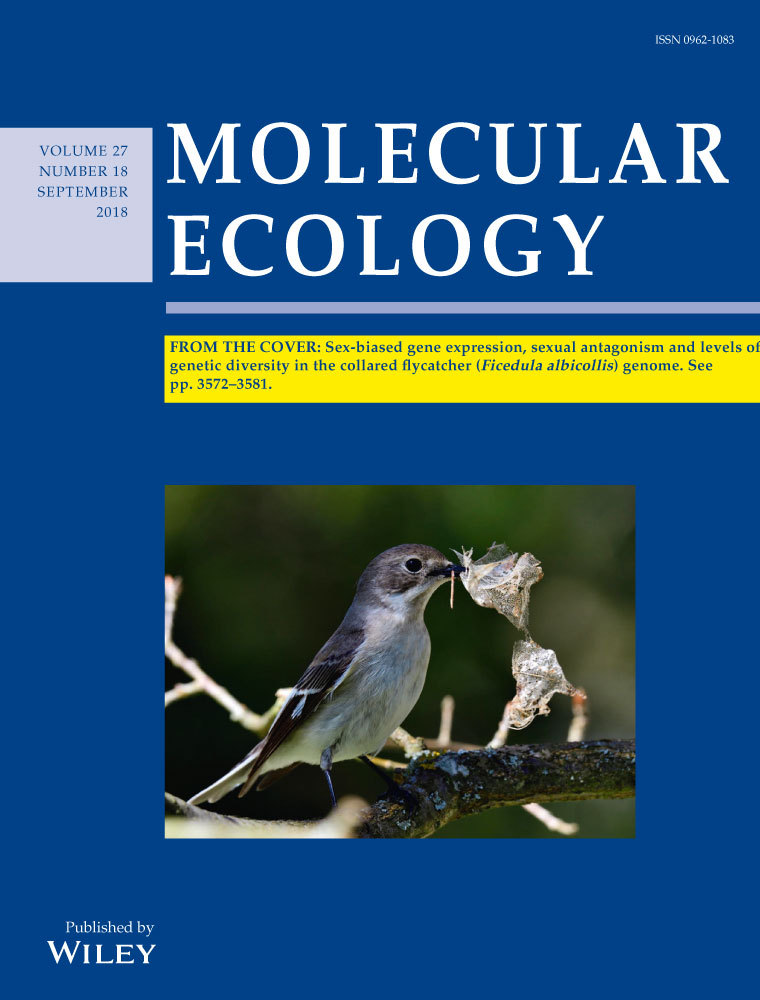 ISSN 0962-1083
VOLUME 27
NUMBER 18
SEPTEMBER
2018
MOLECULAR
ECOLOGY
FROM THE COVER: Sex-biased gene expression, sexual antagonism and levels of
genetic diversity in the collared flycatcher (Ficedula albicollis) genome. See
pp. 3572–3581.
Published by
WILEY